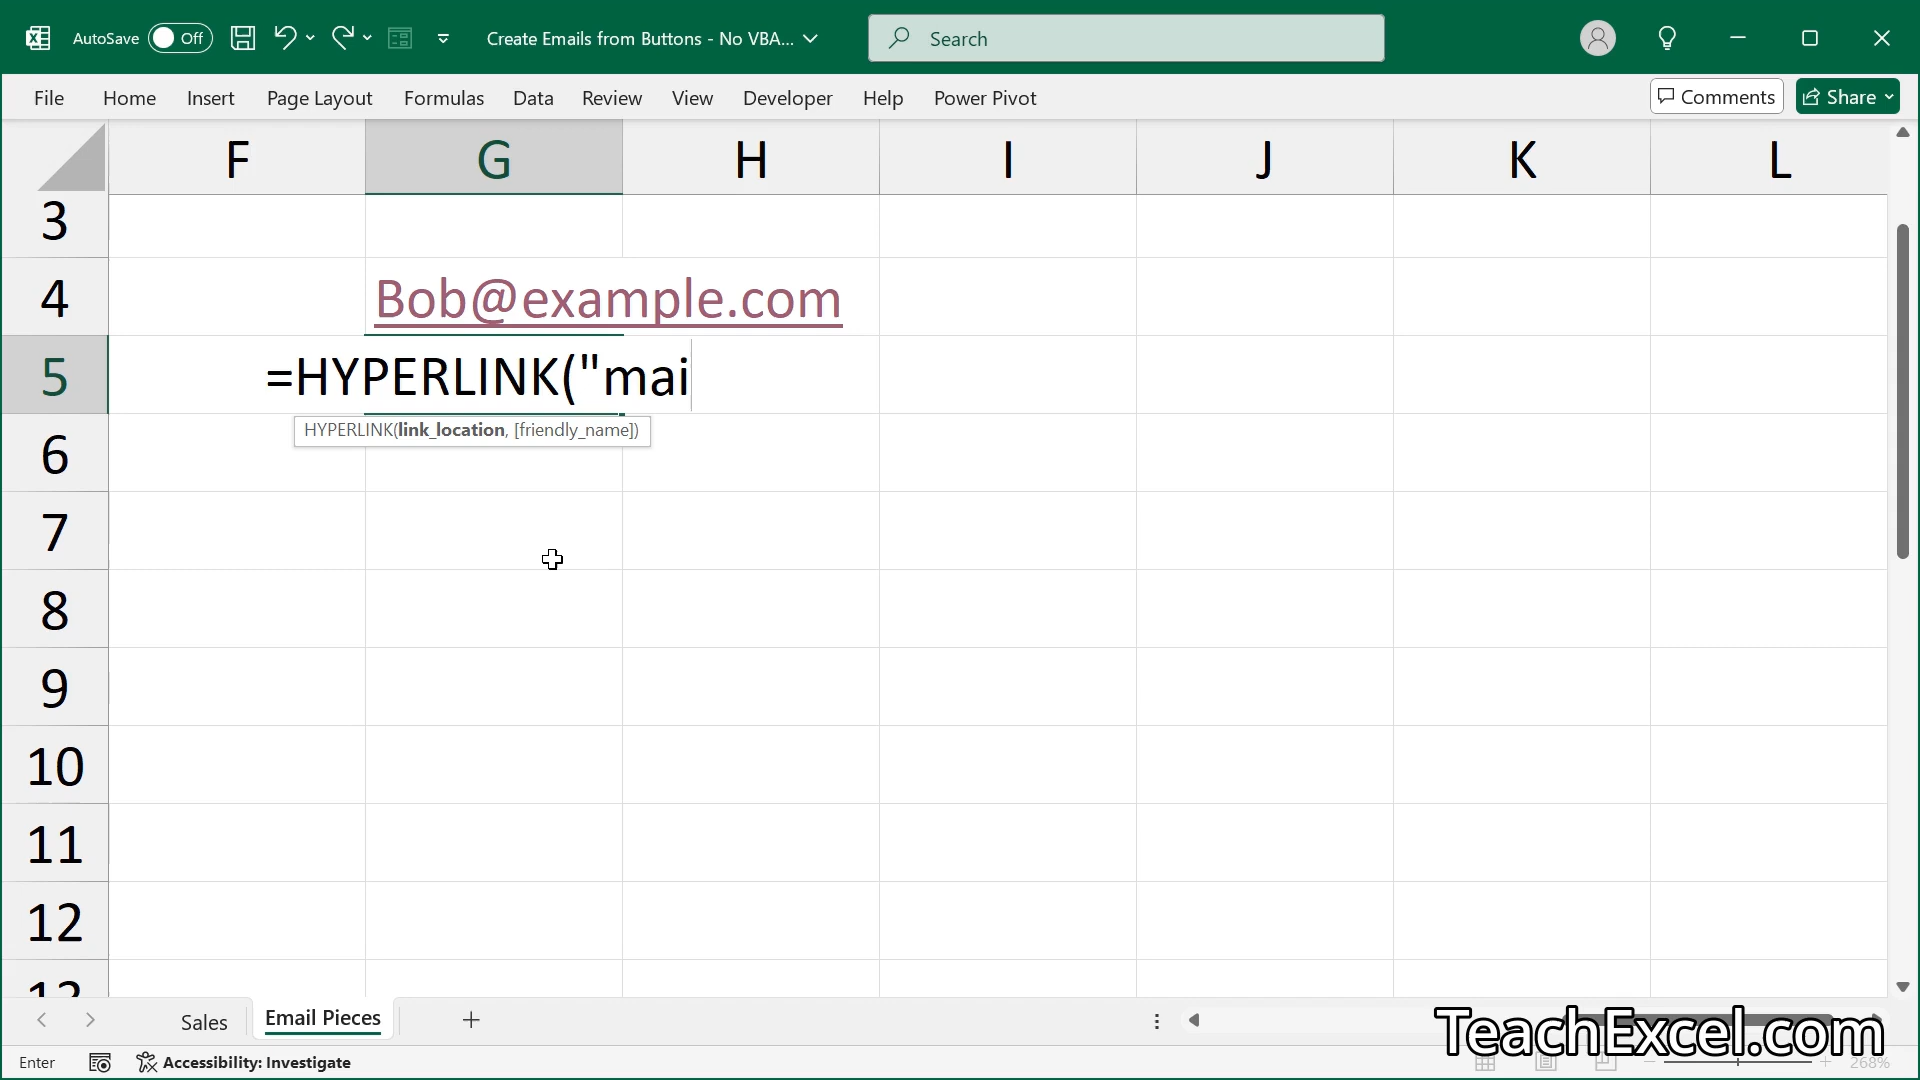 AutoSave Off Create Emails from Buttons - No VBA... Search
File Home Insert Page Layout Formulas Data Review View Developer Help Power Pivot Comments Share
F G H I J K L
3
4 Bob@example.com
5 =HYPERLINK("mai
HYPERLINK(link_location, [friendly_name])
6
7
8
9
10
11
12
13
Sales Email Pieces
TeachExcel.com
Enter Accessibility: Investigate 268%